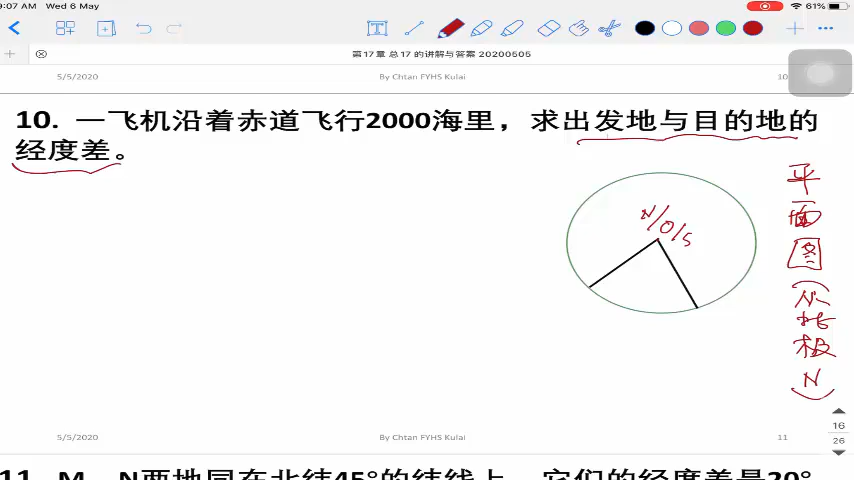 9:07 AM Wed 6 May
61%
第17章 总17 的讲解与答案 20200505
5/5/2020
By Chtan FYHS Kulai
10
10. 一飞机沿着赤道飞行2000海里，求出发地与目的地的
经度差。
N/O/S
平
面
图
(从
北
极
N)
16
26
5/5/2020
By Chtan FYHS Kulai
11
11. M、N两地同在北纬45°的纬线上，它们的经度差是20°